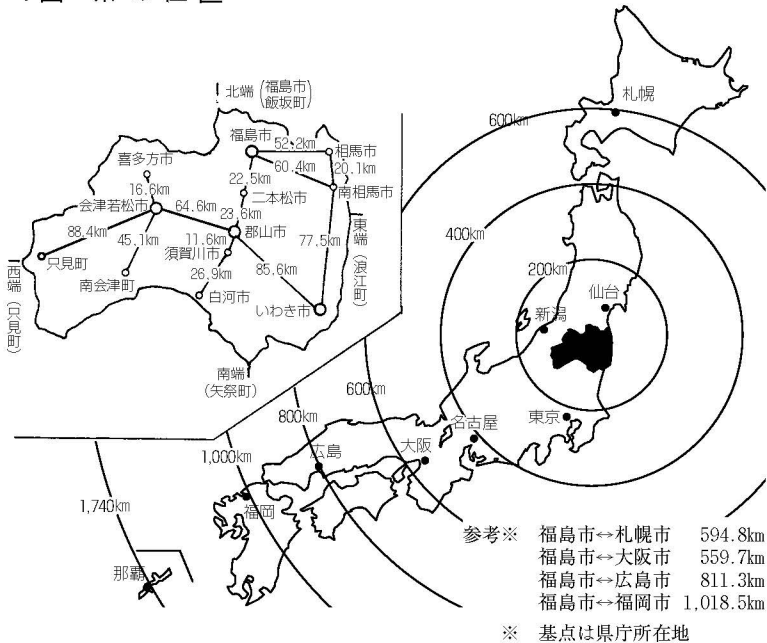 北端(福島市
飯坂町)
福島市
52.2km
相馬市
60.4km
20.1km
喜多方市
22.5km
南相馬市
16.6km
二本松市
会津若松市
64.6km
23.6km
郡山市
東端(浪江町)
88.4km
45.1km
11.6km
77.5km
須賀川市
只見町
26.9km
85.6km
南会津町
白河市
いわき市
西端(只見町)
南端
(矢祭町)
札幌
600km
400km
200km
仙台
新潟
東京
600km
名古屋
800km
大阪
広島
1,000km
福岡
1,740km
那覇
参考※ 福島市↔札幌市 594.8km
福島市↔大阪市 559.7km
福島市↔広島市 811.3km
福島市↔福岡市 1,018.5km
※ 基点は県庁所在地